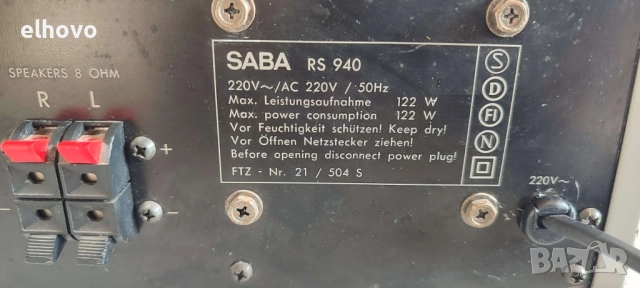 elhovo
SPEAKERS 8 OHM
R L
+
-
SABA RS 940
220V~/AC 220V / 50Hz
Max. Leistungsaufnahme 122 W
Max. power consumption 122 W
Vor Feuchtigkeit schützen! Keep dry!
Vor Öffnen Netzstecker ziehen!
Before opening disconnect power plug!
FTZ - Nr. 21 / 504 S
S
D
FI
N
220V~
BAZAR